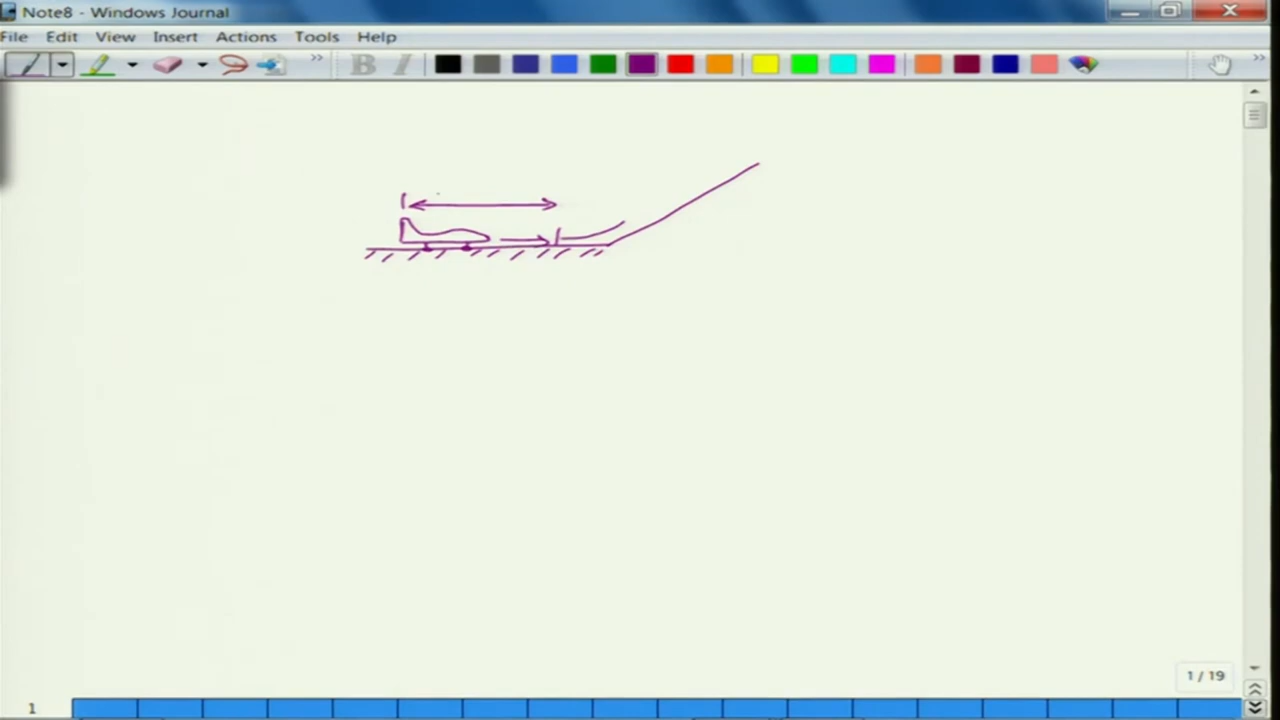 Note8 - Windows Journal
File Edit View Insert Actions Tools Help
B I
1 / 19
1